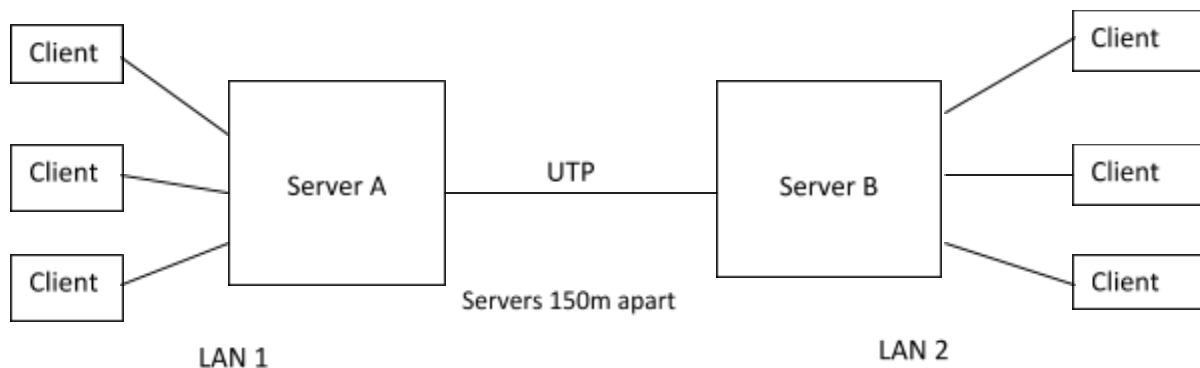 Client
Client
Client
Server A
UTP
Servers 150m apart
Server B
Client
Client
Client
LAN 1
LAN 2